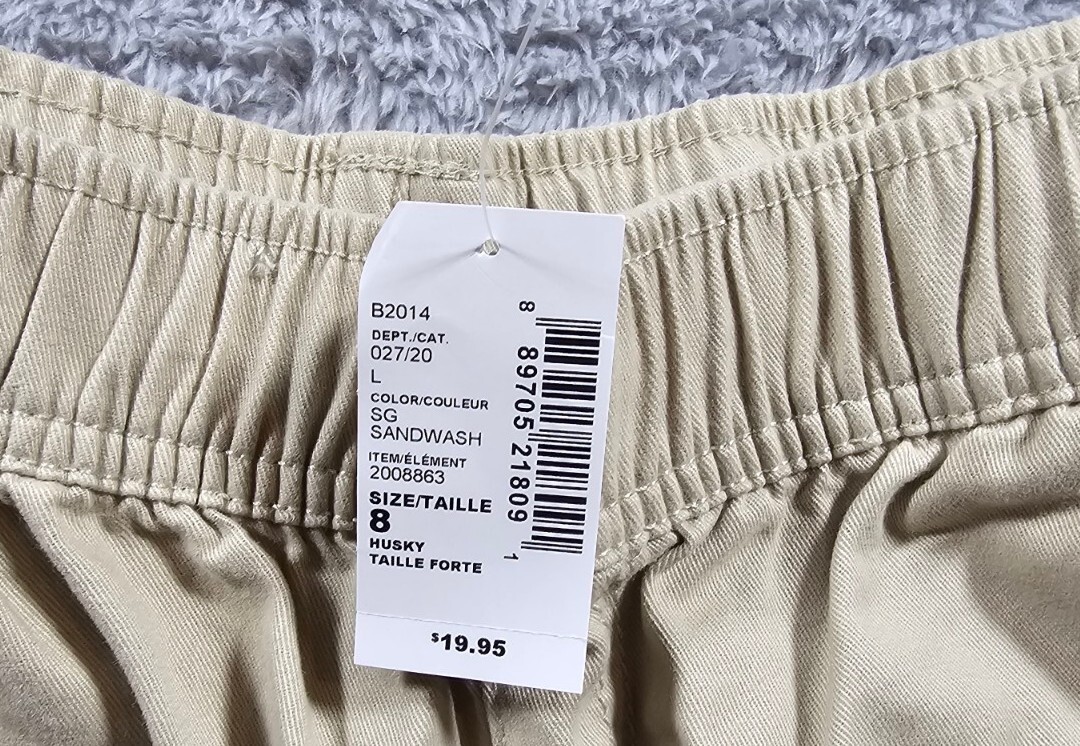 B2014
DEPT./CAT.
027/20
L
COLOR/COULEUR
SG
SANDWASH
ITEM/ÉLÉMENT
2008863
SIZE/TAILLE
8
HUSKY
TAILLE FORTE
8 89705 21809 1
$19.95